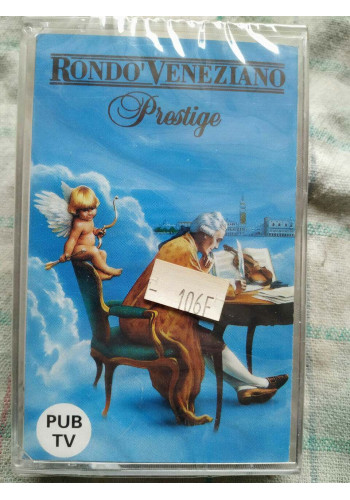 RONDO' VENEZIANO
Prestige
106F
PUB
TV